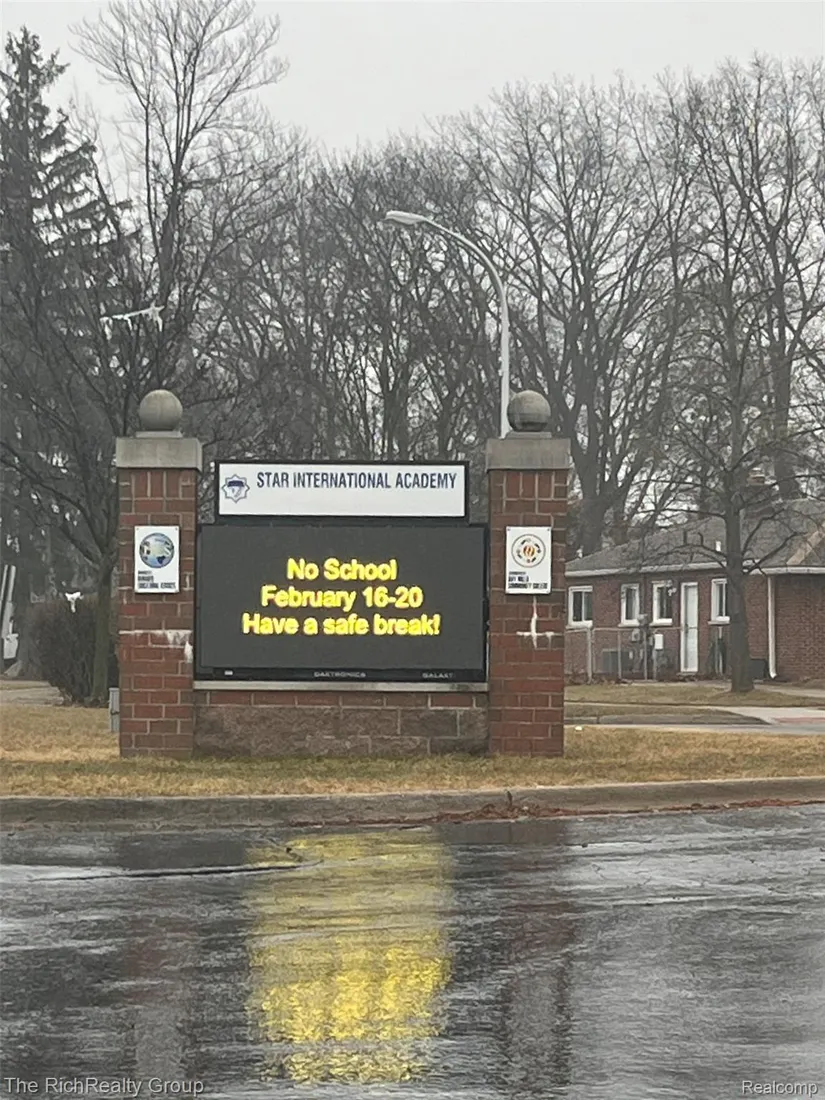 STAR INTERNATIONAL ACADEMY
No School
February 16-20
Have a safe break!
DAKTRONICS
The RichRealty Group
Realcomp